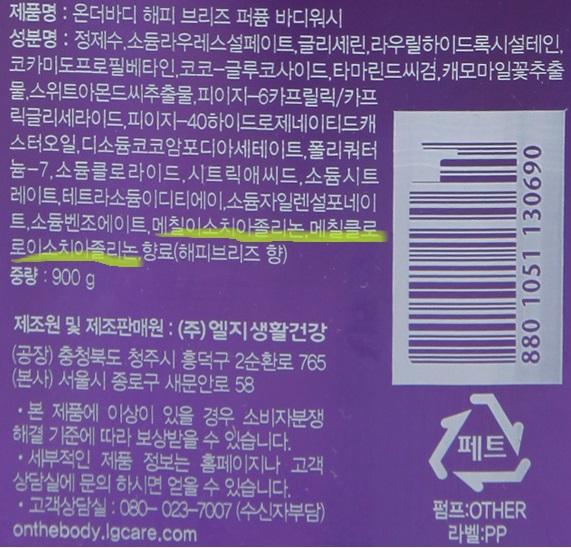 제품명 : 온더바디 해피 브리즈 퍼퓸 바디워시
성분명 : 정제수,소듐라우레스설페이트,글리세린,라우릴하이드록시설테인,
코카미도프로필베타인,코코-글루코사이드,타마린드씨검,캐모마일꽃추출
물,스위트아몬드씨추출물,피이지-6카프릴릭/카프
릭글리세라이드,피이지-40하이드로제네이티드캐
스터오일,디소듐코코암포디아세테이트,폴리쿼터
늄-7,소듐클로라이드,시트릭애씨드,소듐시트
레이트,테트라소듐이디티에이,소듐자일렌설포네이
트,소듐벤조에이트,메칠이소치아졸리논,메칠클로
로이소치아졸리논,향료(해피브리즈 향)
중량 : 900 g
제조원 및 제조판매원 : (주)엘지생활건강
(공장) 충청북도 청주시 흥덕구 2순환로 765
(본사) 서울시 종로구 새문안로 58
• 본 제품에 이상이 있을 경우 소비자분쟁
해결 기준에 따라 보상받을 수 있습니다.
• 세부적인 제품 정보는 홈페이지나 고객
상담실에 문의 하시면 얻을 수 있습니다.
• 고객상담실 : 080- 023-7007 (수신자부담)
onthebody.lgcare.com
880 1051 130690
페트
펌프:OTHER
라벨:PP